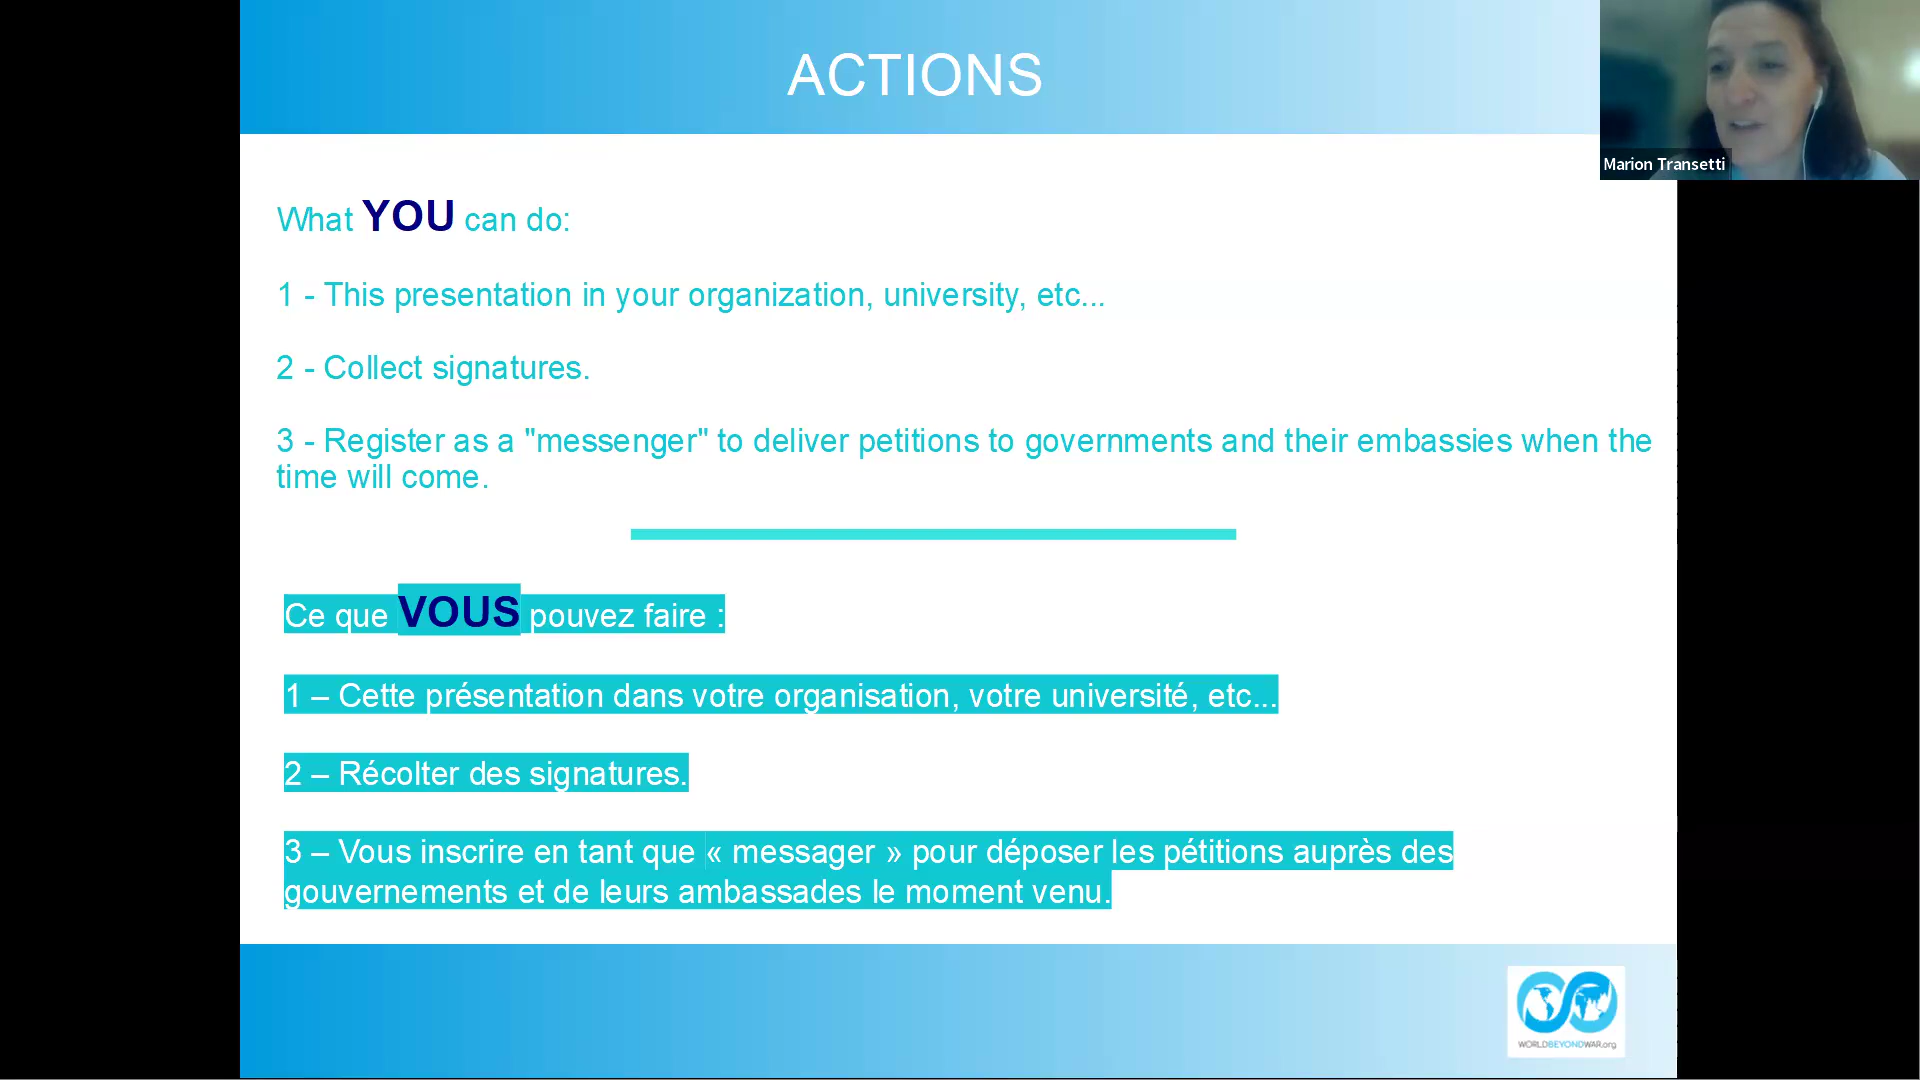 ACTIONS
Marion Transetti
What YOU can do:
1 - This presentation in your organization, university, etc...
2 - Collect signatures.
3 - Register as a "messenger" to deliver petitions to governments and their embassies when the
time will come.
Ce que VOUS pouvez faire :
1 – Cette présentation dans votre organisation, votre université, etc...
2 – Récolter des signatures.
3 – Vous inscrire en tant que « messager » pour déposer les pétitions auprès des
gouvernements et de leurs ambassades le moment venu.
WORLDBEYONDWAR.org